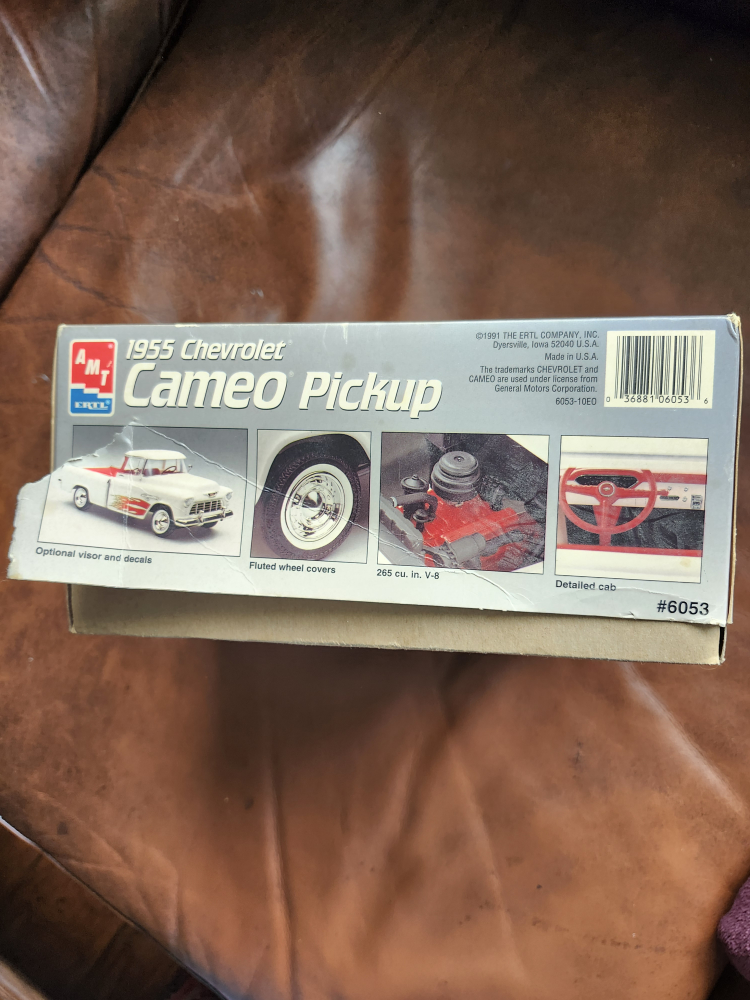 AMT
ERTL
1955 Chevrolet
Cameo Pickup
©1991 THE ERTL COMPANY, INC.
Dyersville, Iowa 52040 U.S.A.
Made in U.S.A.
The trademarks CHEVROLET and
CAMEO are used under license from
General Motors Corporation.
6053-10EO
0 36881 06053 6
Optional visor and decals
Fluted wheel covers
265 cu. in. V-8
Detailed cab
#6053